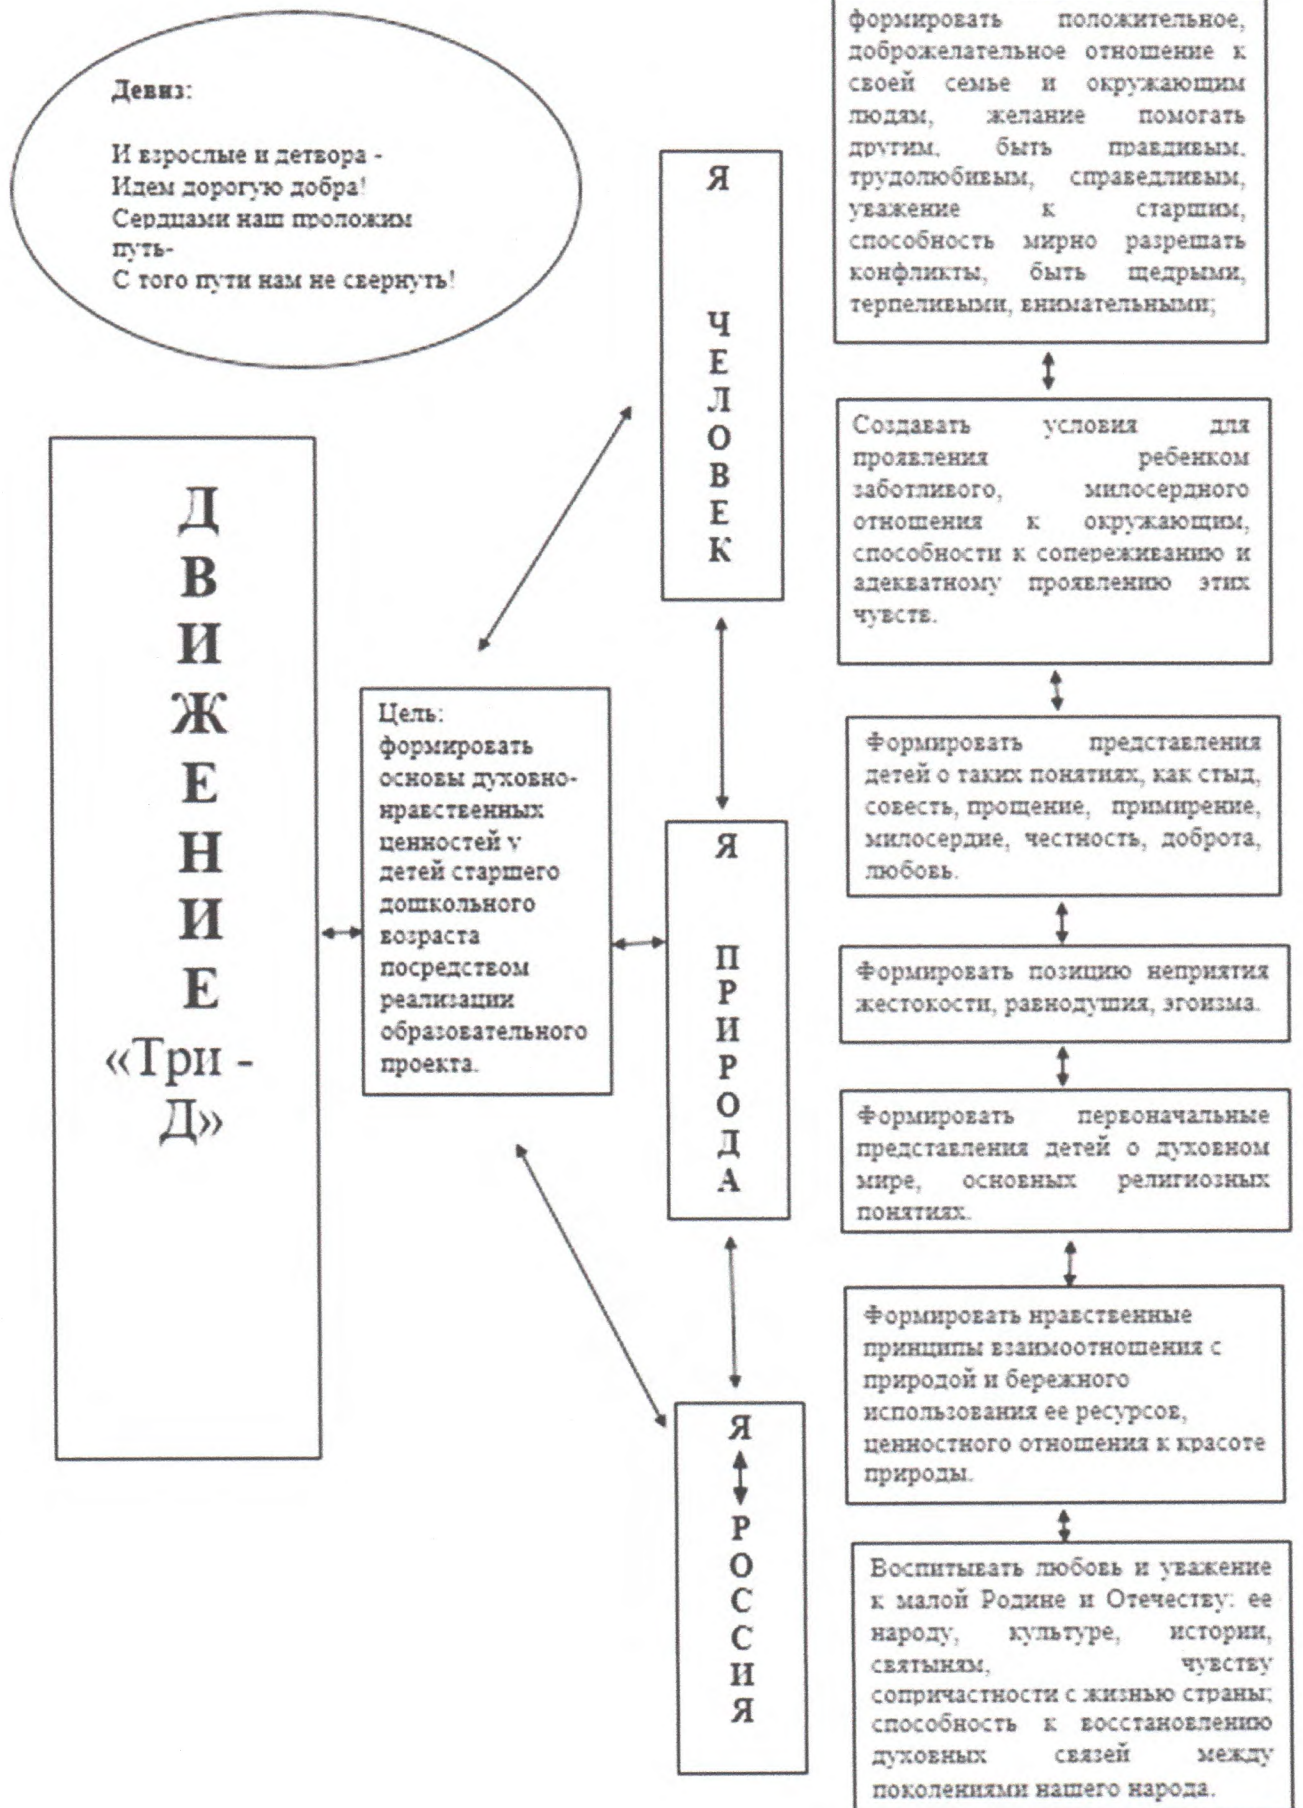 Девиз:
И взрослые и детвора -
Идем дорогую добра!
Сердцами наш проложим
путь-
С того пути нам не свернуть!
ДВИЖЕНИЕ
«Три -
Д»
Цель:
формировать
основы духовно-
нравственных
ценностей у
детей старшего
дошкольного
возраста
посредством
реализации
образовательного
проекта.
Я
ЧЕЛОВЕК
Я
ПРИРОДА
Я
РОССИЯ
формировать положительное,
доброжелательное отношение к
своей семье и окружающим
людям, желание помогать
другим, быть правдивым,
трудолюбивым, справедливым,
уважение к старшим,
способность мирно разрешать
конфликты, быть щедрыми,
терпеливыми, внимательными;
Создавать условия для
проявления ребенком
заботливого, милосердного
отношения к окружающим,
способности к сопереживанию и
адекватному проявлению этих
чувств.
Формировать представления
детей о таких понятиях, как стыд,
совесть, прощение, примирение,
милосердие, честность, доброта,
любовь.
Формировать позицию неприятия
жестокости, равнодушия, эгоизма.
Формировать первоначальные
представления детей о духовном
мире, основных религиозных
понятиях.
Формировать нравственные
принципы взаимоотношения с
природой и бережного
использования ее ресурсов,
ценностного отношения к красоте
природы.
Воспитывать любовь и уважение
к малой Родине и Отечеству: ее
народу, культуре, истории,
святыням, чувству
сопричастности с жизнью страны;
способность к восстановлению
духовных связей между
поколениями нашего народа.